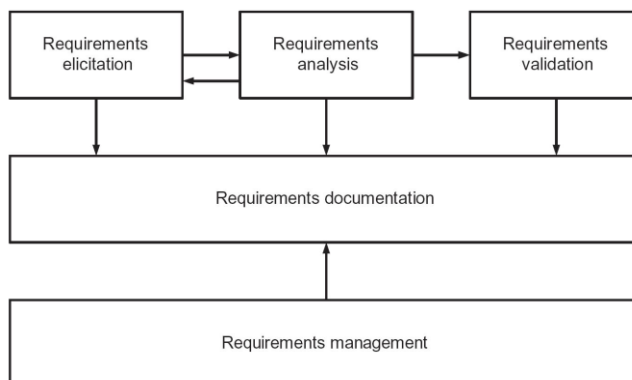 Requirements
elicitation
Requirements
analysis
Requirements
validation
Requirements documentation
Requirements management